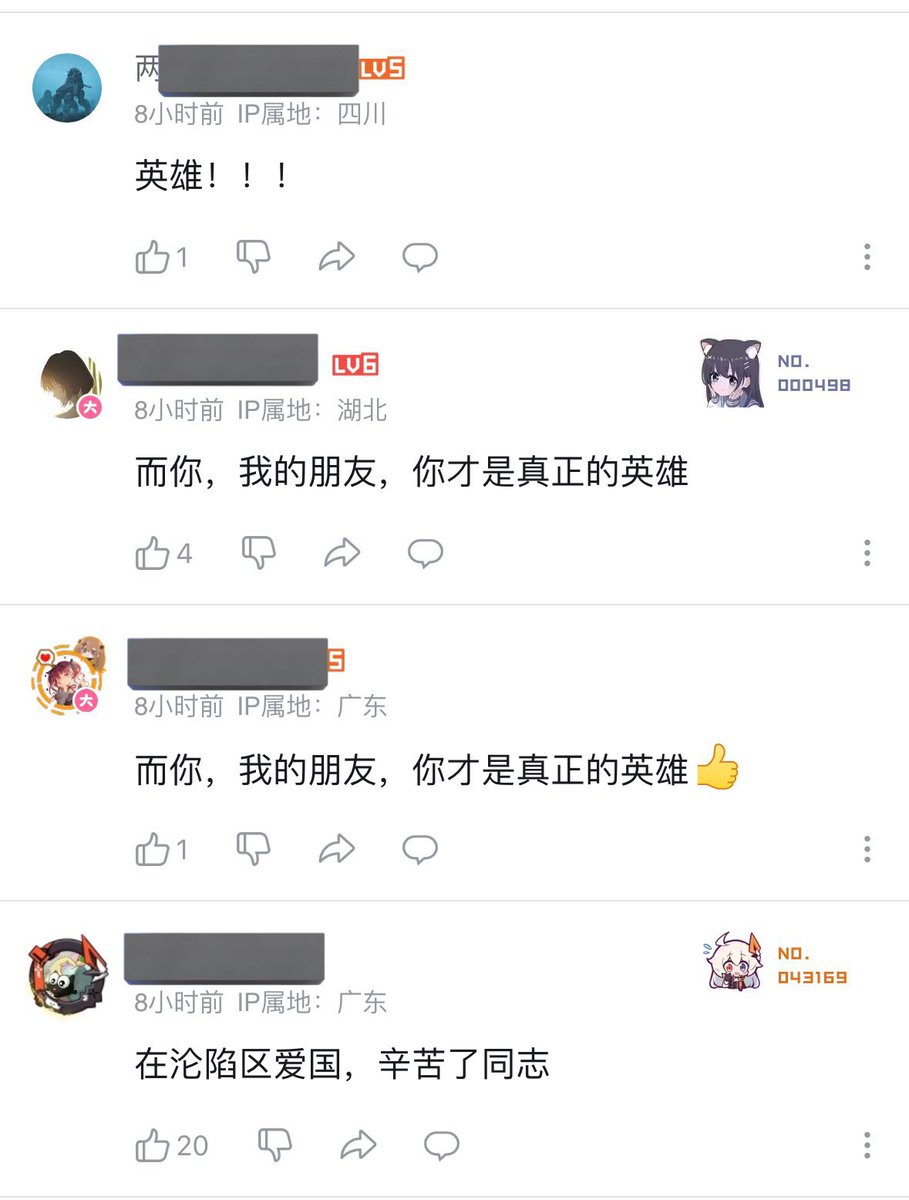 两
LV5
8小时前 IP属地：四川
英雄！！！
1
LV6
NO.
000498
大
8小时前 IP属地：湖北
而你，我的朋友，你才是真正的英雄
4
5
大
8小时前 IP属地：广东
而你，我的朋友，你才是真正的英雄👍
1
NO.
043169
8小时前 IP属地：广东
在沦陷区爱国，辛苦了同志
20